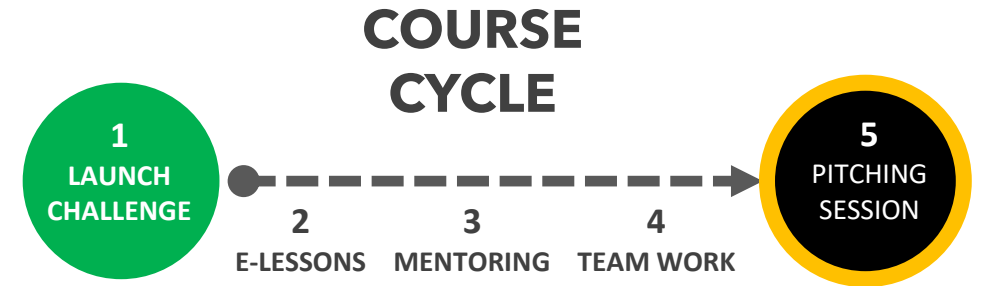 COURSE
CYCLE
1
LAUNCH
CHALLENGE
2
E-LESSONS
3
MENTORING
4
TEAM WORK
5
PITCHING
SESSION